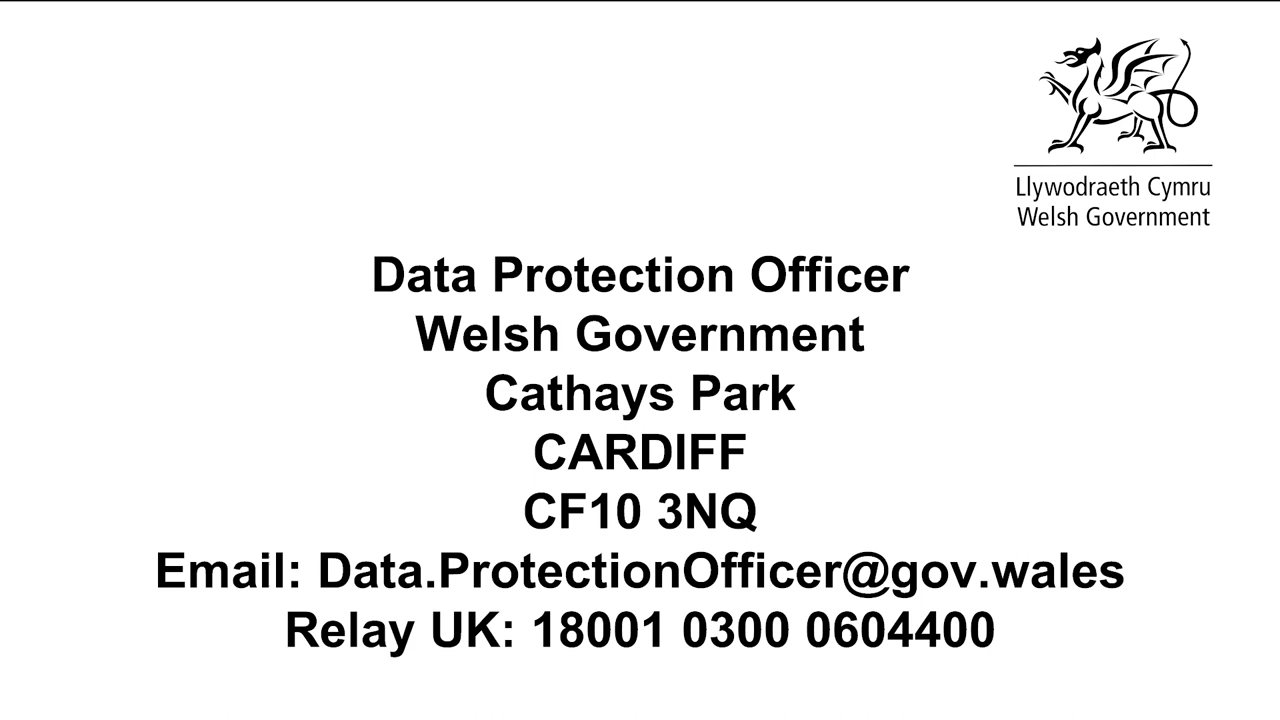 Llywodraeth Cymru
Welsh Government
Data Protection Officer
Welsh Government
Cathays Park
CARDIFF
CF10 3NQ
Email: Data.ProtectionOfficer@gov.wales
Relay UK: 18001 0300 0604400